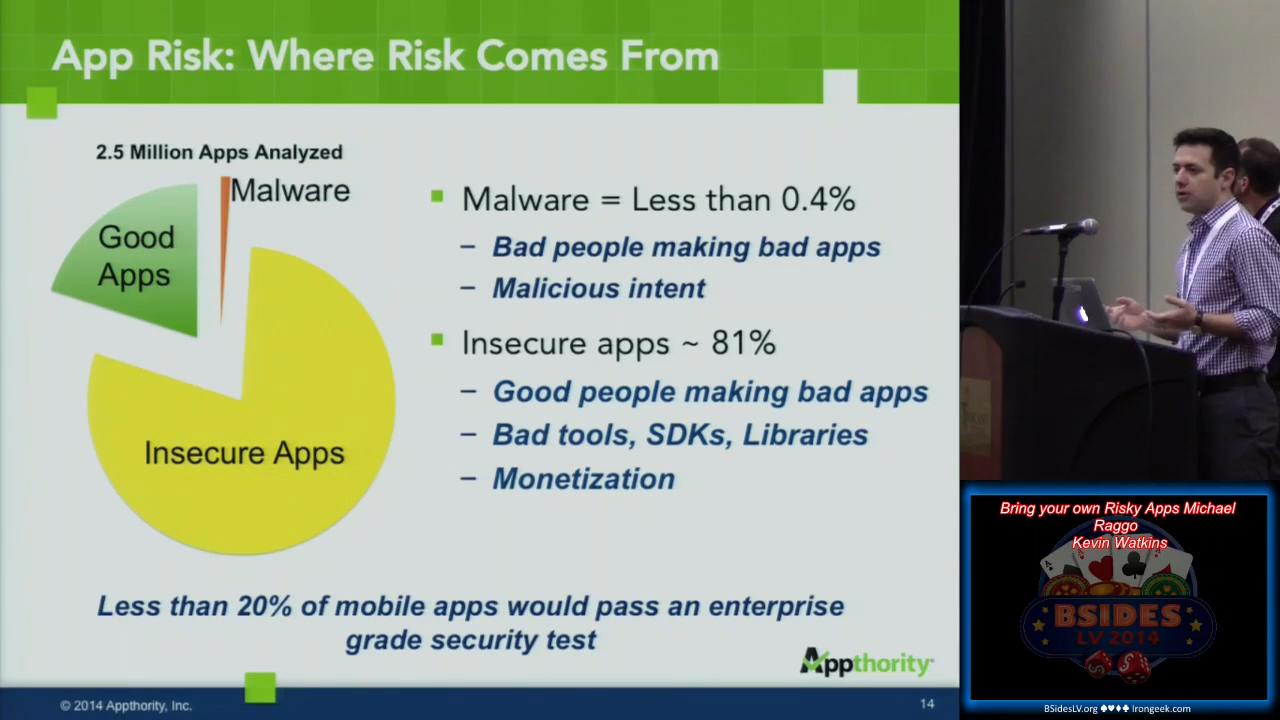 App Risk: Where Risk Comes From
2.5 Million Apps Analyzed
Malware
Good
Apps
Insecure Apps
Malware = Less than 0.4%
– Bad people making bad apps
– Malicious intent
Insecure apps ~ 81%
– Good people making bad apps
– Bad tools, SDKs, Libraries
– Monetization
Less than 20% of mobile apps would pass an enterprise
grade security test
Appthority
© 2014 Appthority, Inc.
14
Bring your own Risky Apps Michael
Raggo
Kevin Watkins
BSIDES
LV 2014
BSidesLV.org ♠♥♦♣ Irongeek.com